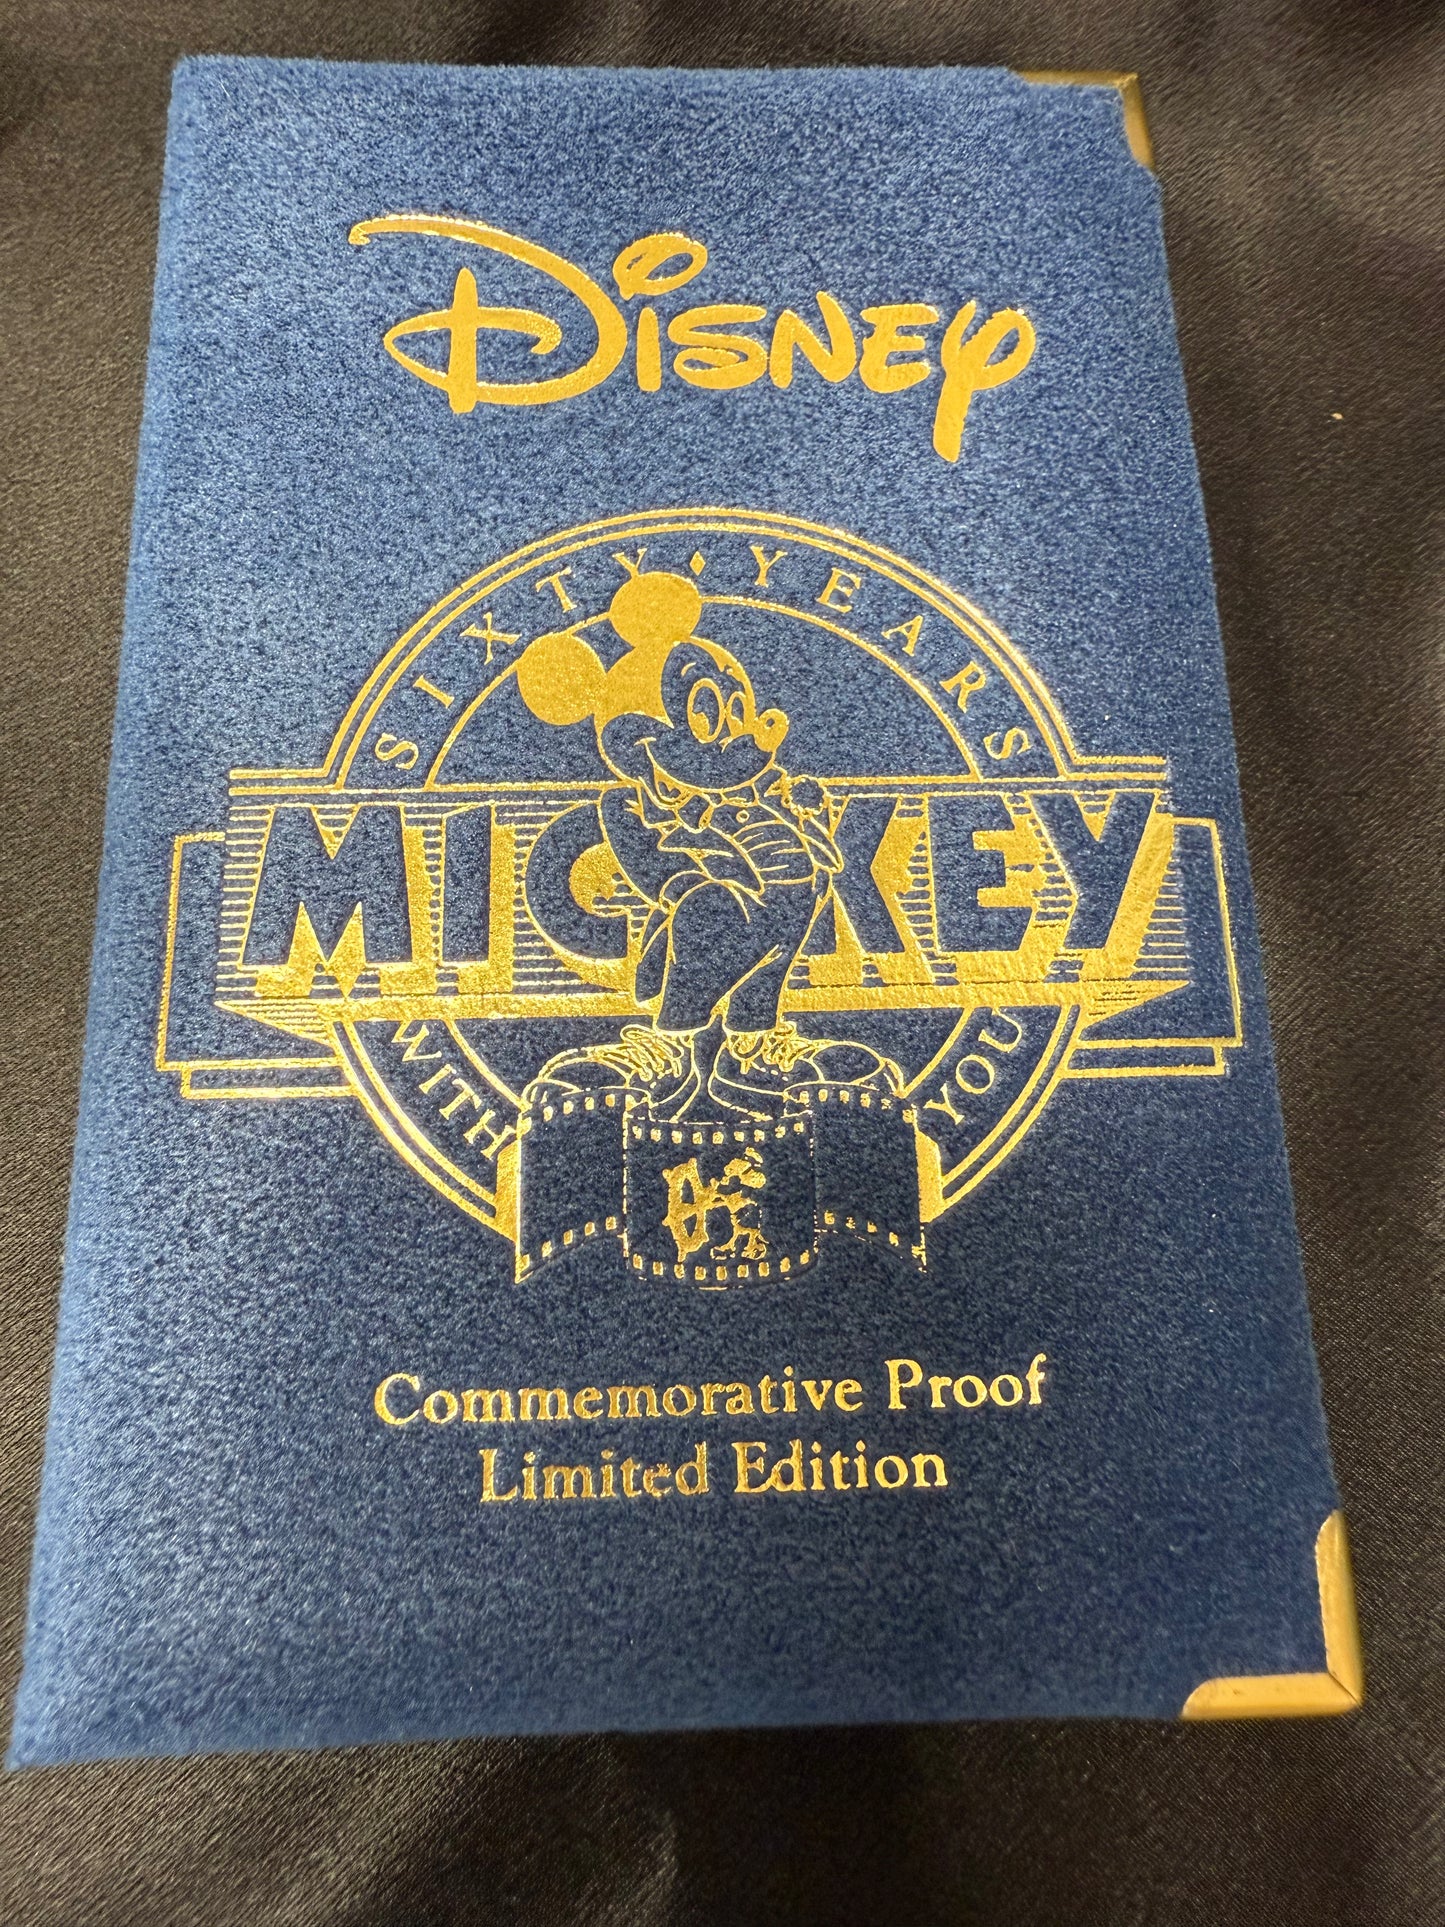 Disney
SIXTY YEARS
MICKEY
WITH YOU
Commemorative Proof
Limited Edition